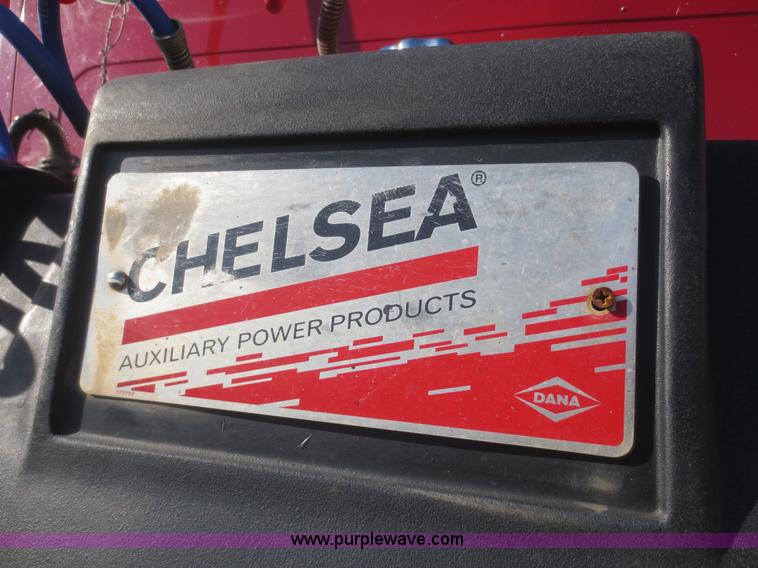 CHELSEA®
AUXILIARY POWER PRODUCTS
DANA
www.purplewave.com